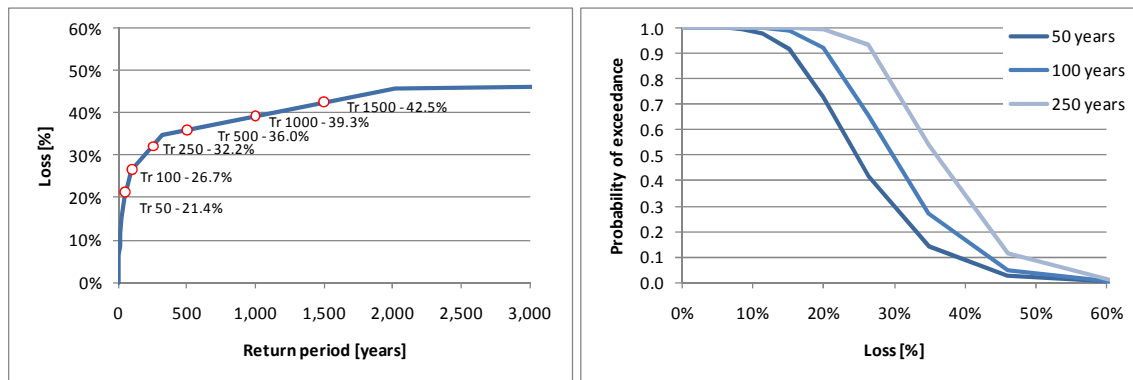 60%
50%
40%
30%
20%
10%
0%
Loss [%]
Tr 1500 - 42.5%
Tr 1000 - 39.3%
Tr 500 - 36.0%
Tr 250 - 32.2%
Tr 100 - 26.7%
Tr 50 - 21.4%
0
500
1,000
1,500
2,000
2,500
3,000
Return period [years]
1.0
0.9
0.8
0.7
0.6
0.5
0.4
0.3
0.2
0.1
0.0
Probability of exceedance
50 years
100 years
250 years
0%
10%
20%
30%
40%
50%
60%
Loss [%]